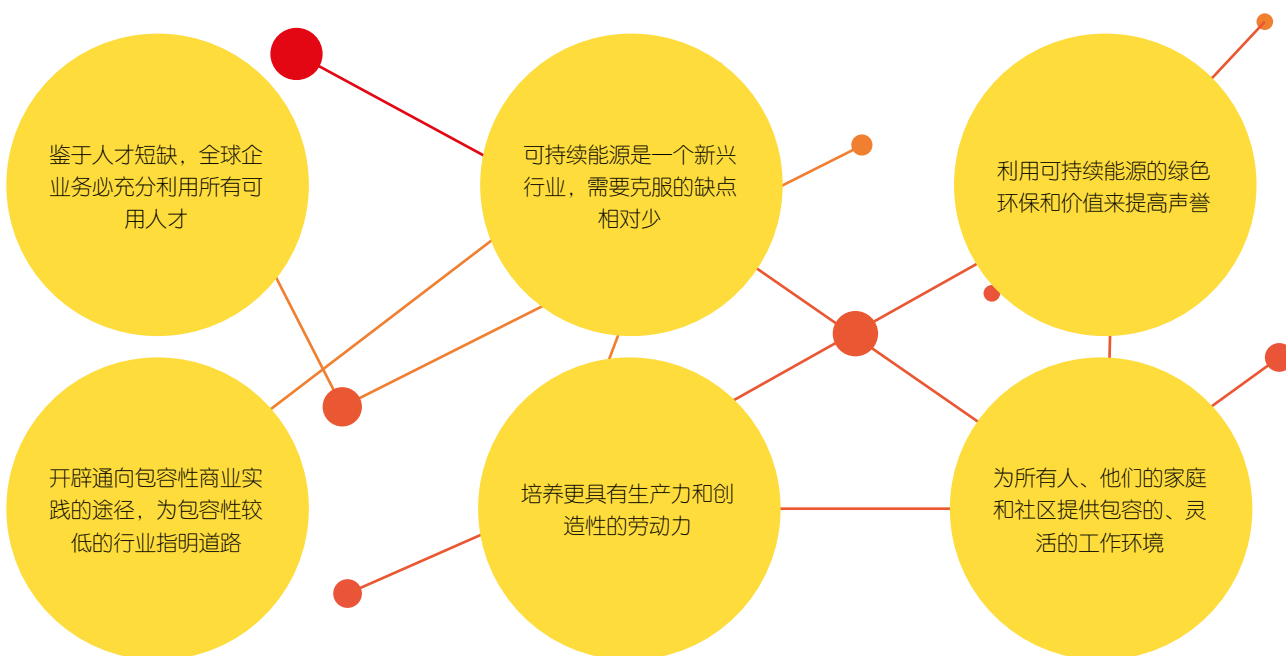 鉴于人才短缺，全球企
业务必充分利用所有可
用人才
可持续能源是一个新兴
行业，需要克服的缺点
相对少
利用可持续能源的绿色
环保和价值来提高声誉
开辟通向包容性商业实
践的途径，为包容性较
低的行业指明道路
培养更具有生产力和创
造性的劳动力
为所有人、他们的家庭
和社区提供包容的、灵
活的工作环境